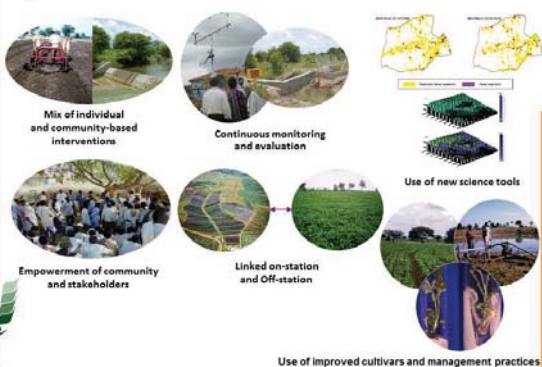 Mix of individual
and community-based
interventions
Continuous monitoring
and evaluation
Use of new science tools
Empowerment of community
and stakeholders
Linked on-station
and Off-station
Use of improved cultivars and management practices